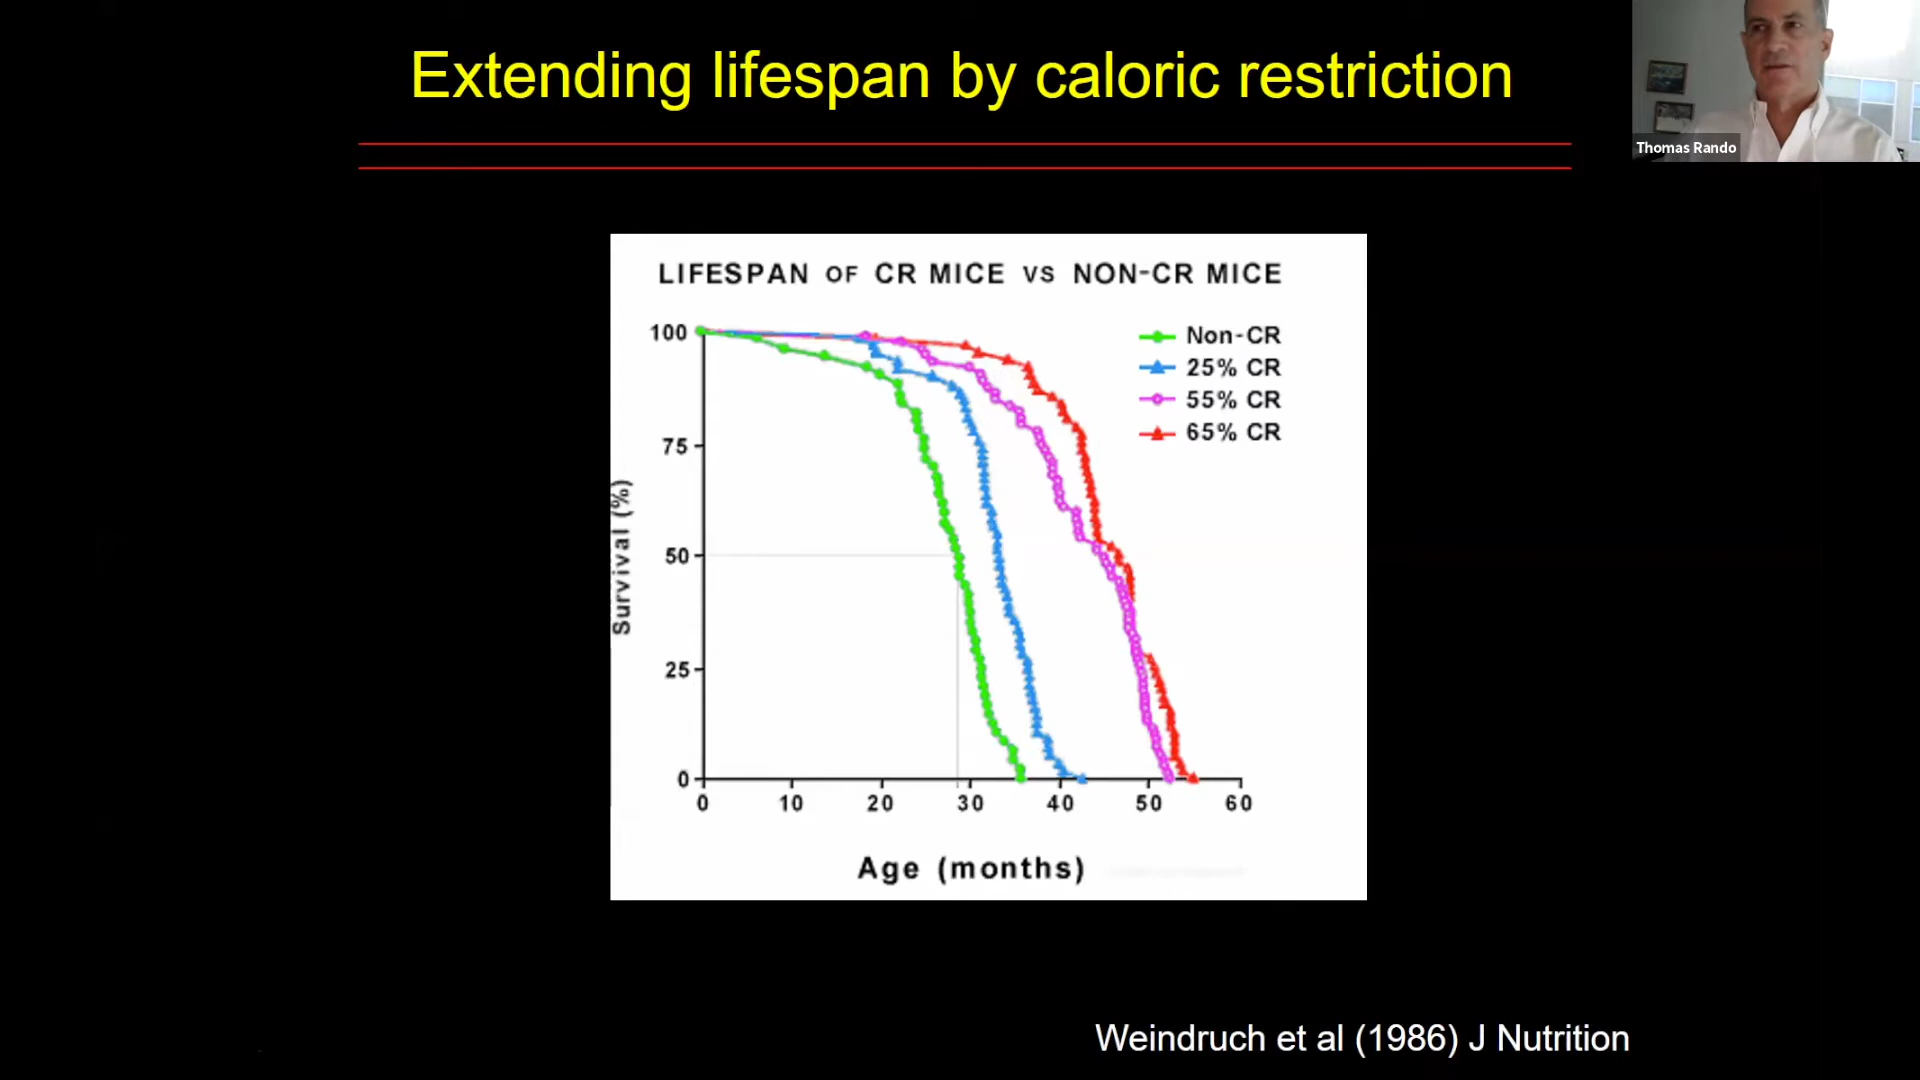 Extending lifespan by caloric restriction
Thomas Rando
LIFESPAN OF CR MICE VS NON-CR MICE
Non-CR
25% CR
55% CR
65% CR
100
75
50
25
0
Survival (%)
0 10 20 30 40 50 60
Age (months)
Weindruch et al (1986) J Nutrition